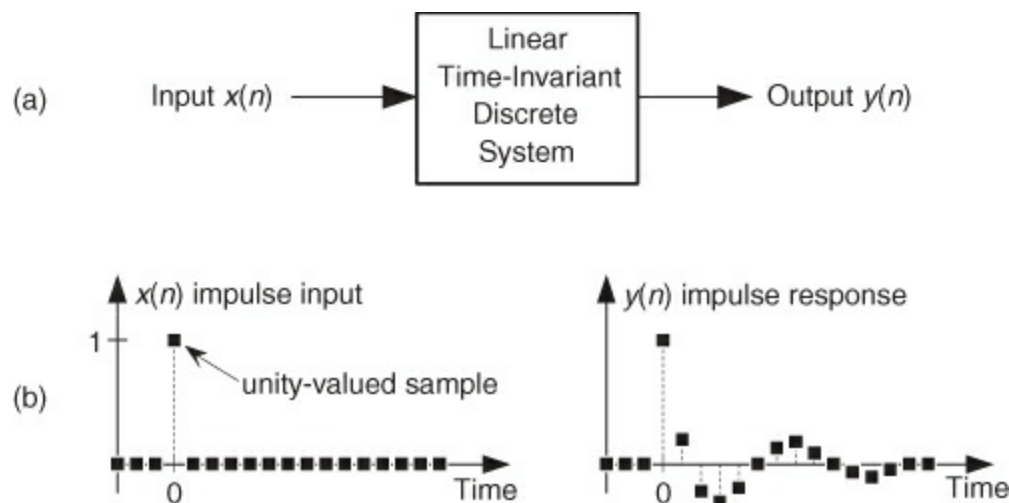 (a)
Input x(n)
Linear
Time-Invariant
Discrete
System
Output y(n)
(b)
x(n) impulse input
1
unity-valued sample
0
Time
y(n) impulse response
0
Time